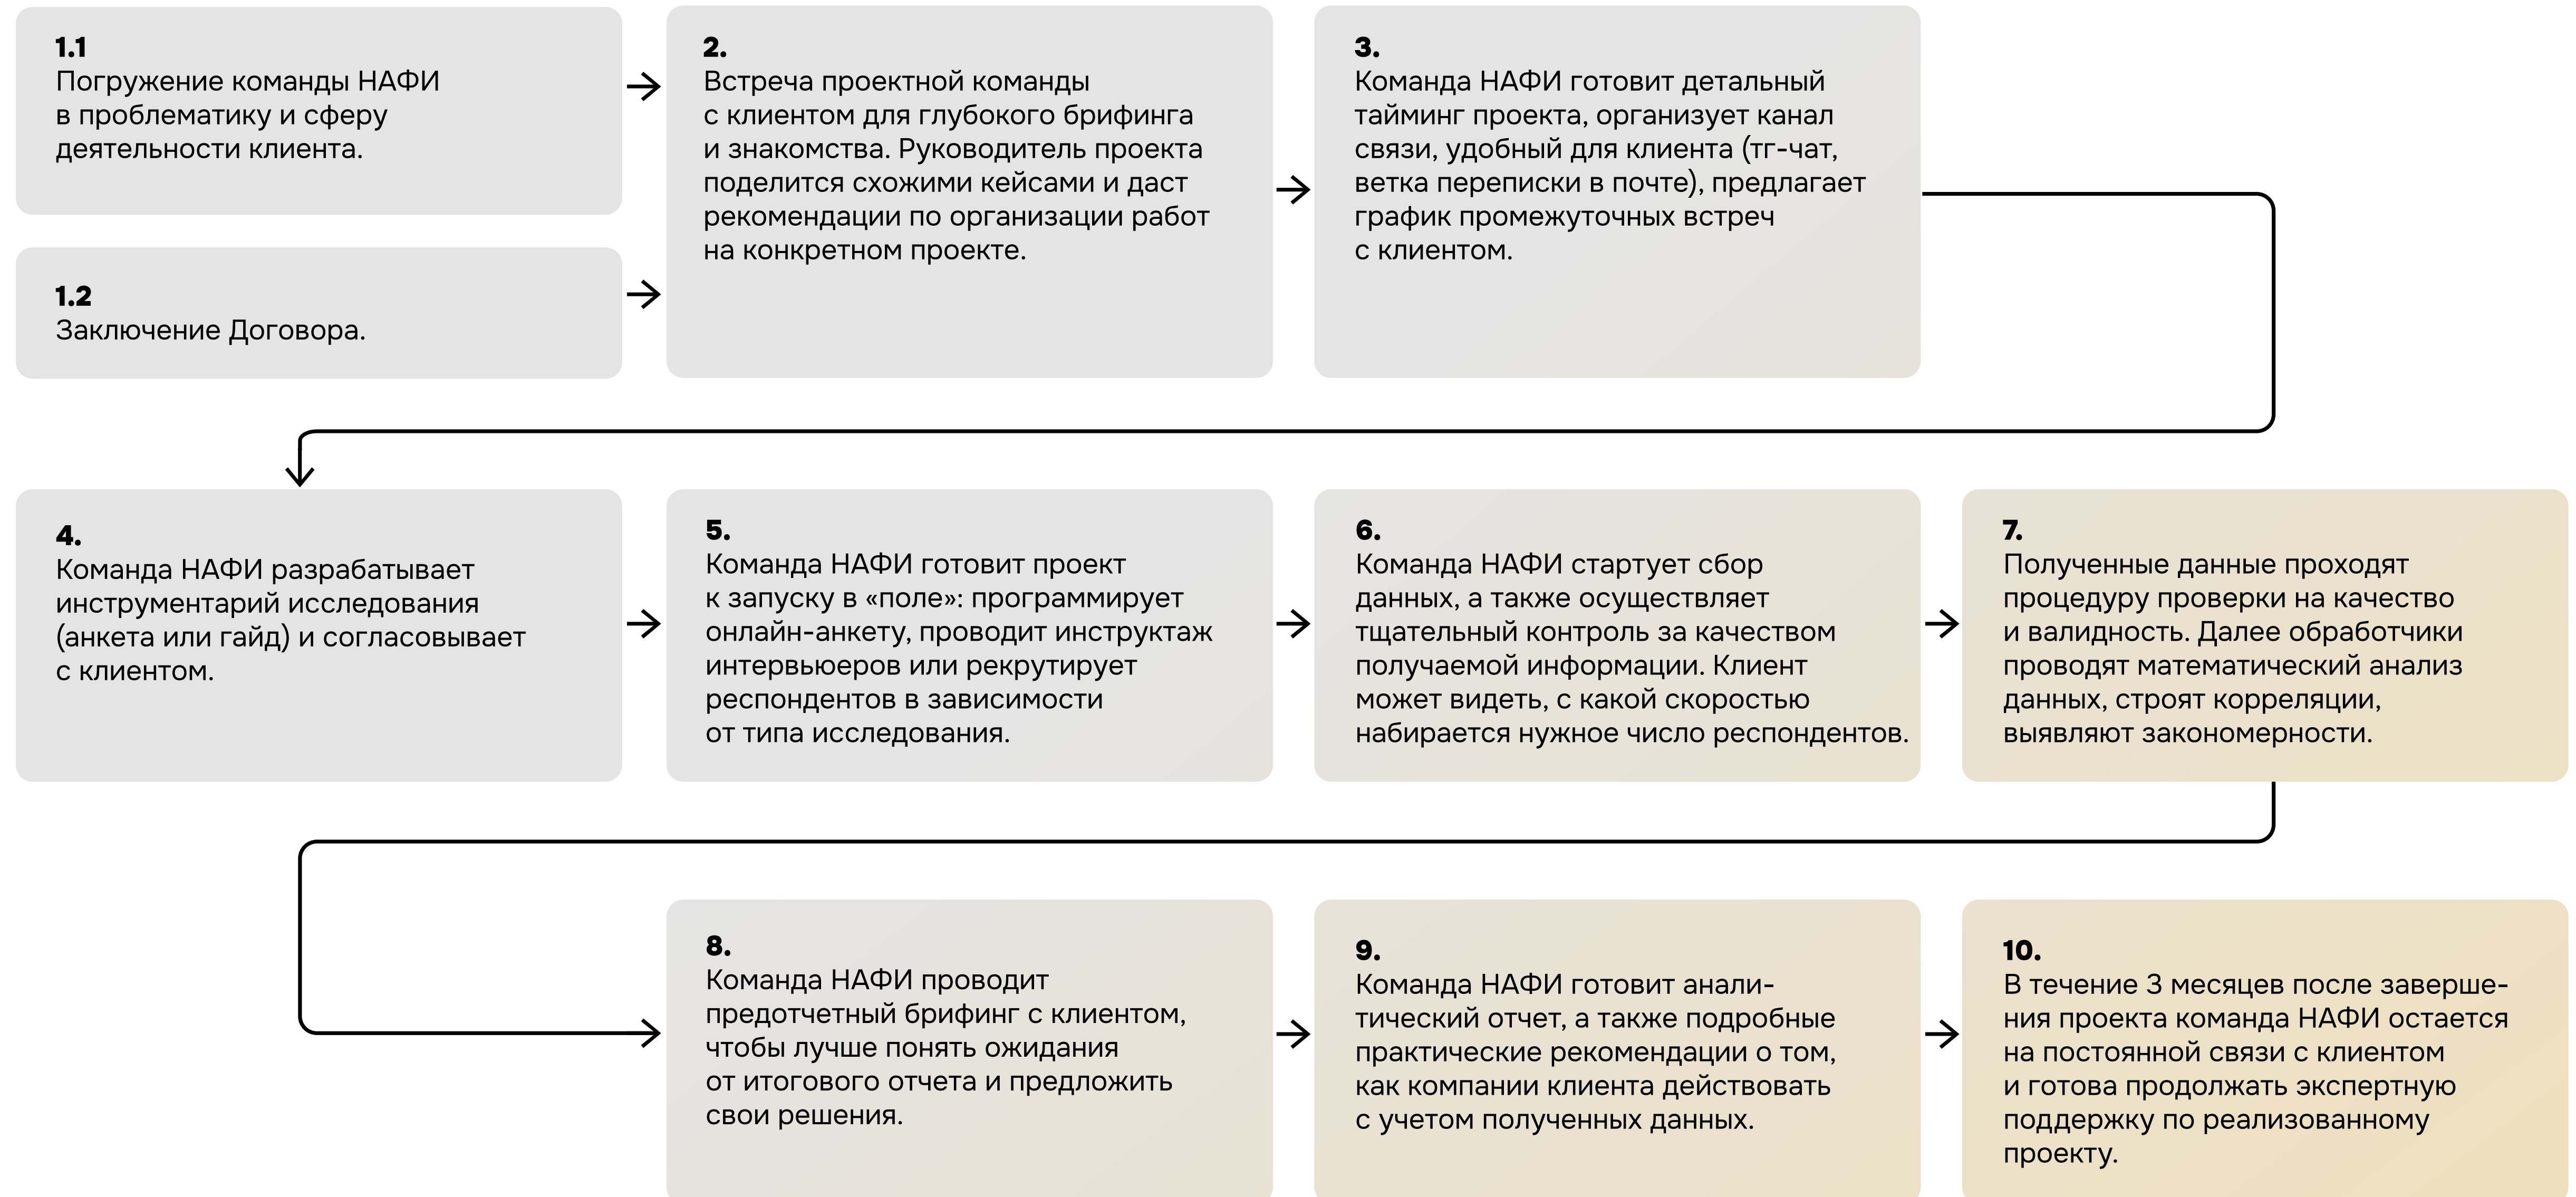 1.1
Погружение команды НАФИ
в проблематику и сферу
деятельности клиента.
1.2
Заключение Договора.
2.
Встреча проектной команды
с клиентом для глубокого брифинга
и знакомства. Руководитель проекта
поделится схожими кейсами и даст
рекомендации по организации работ
на конкретном проекте.
3.
Команда НАФИ готовит детальный
тайминг проекта, организует канал
связи, удобный для клиента (тг-чат,
ветка переписки в почте), предлагает
график промежуточных встреч
с клиентом.
4.
Команда НАФИ разрабатывает
инструментарий исследования
(анкета или гайд) и согласовывает
с клиентом.
5.
Команда НАФИ готовит проект
к запуску в «поле»: программирует
онлайн-анкету, проводит инструктаж
интервьюеров или рекрутирует
респондентов в зависимости
от типа исследования.
6.
Команда НАФИ стартует сбор
данных, а также осуществляет
тщательный контроль за качеством
получаемой информации. Клиент
может видеть, с какой скоростью
набирается нужное число респондентов.
7.
Полученные данные проходят
процедуру проверки на качество
и валидность. Далее обработчики
проводят математический анализ
данных, строят корреляции,
выявляют закономерности.
8.
Команда НАФИ проводит
предотчетный брифинг с клиентом,
чтобы лучше понять ожидания
от итогового отчета и предложить
свои решения.
9.
Команда НАФИ готовит анали-
тический отчет, а также подробные
практические рекомендации о том,
как компании клиента действовать
с учетом полученных данных.
10.
В течение 3 месяцев после заверше-
ния проекта команда НАФИ остается
на постоянной связи с клиентом
и готова продолжать экспертную
поддержку по реализованному
проекту.